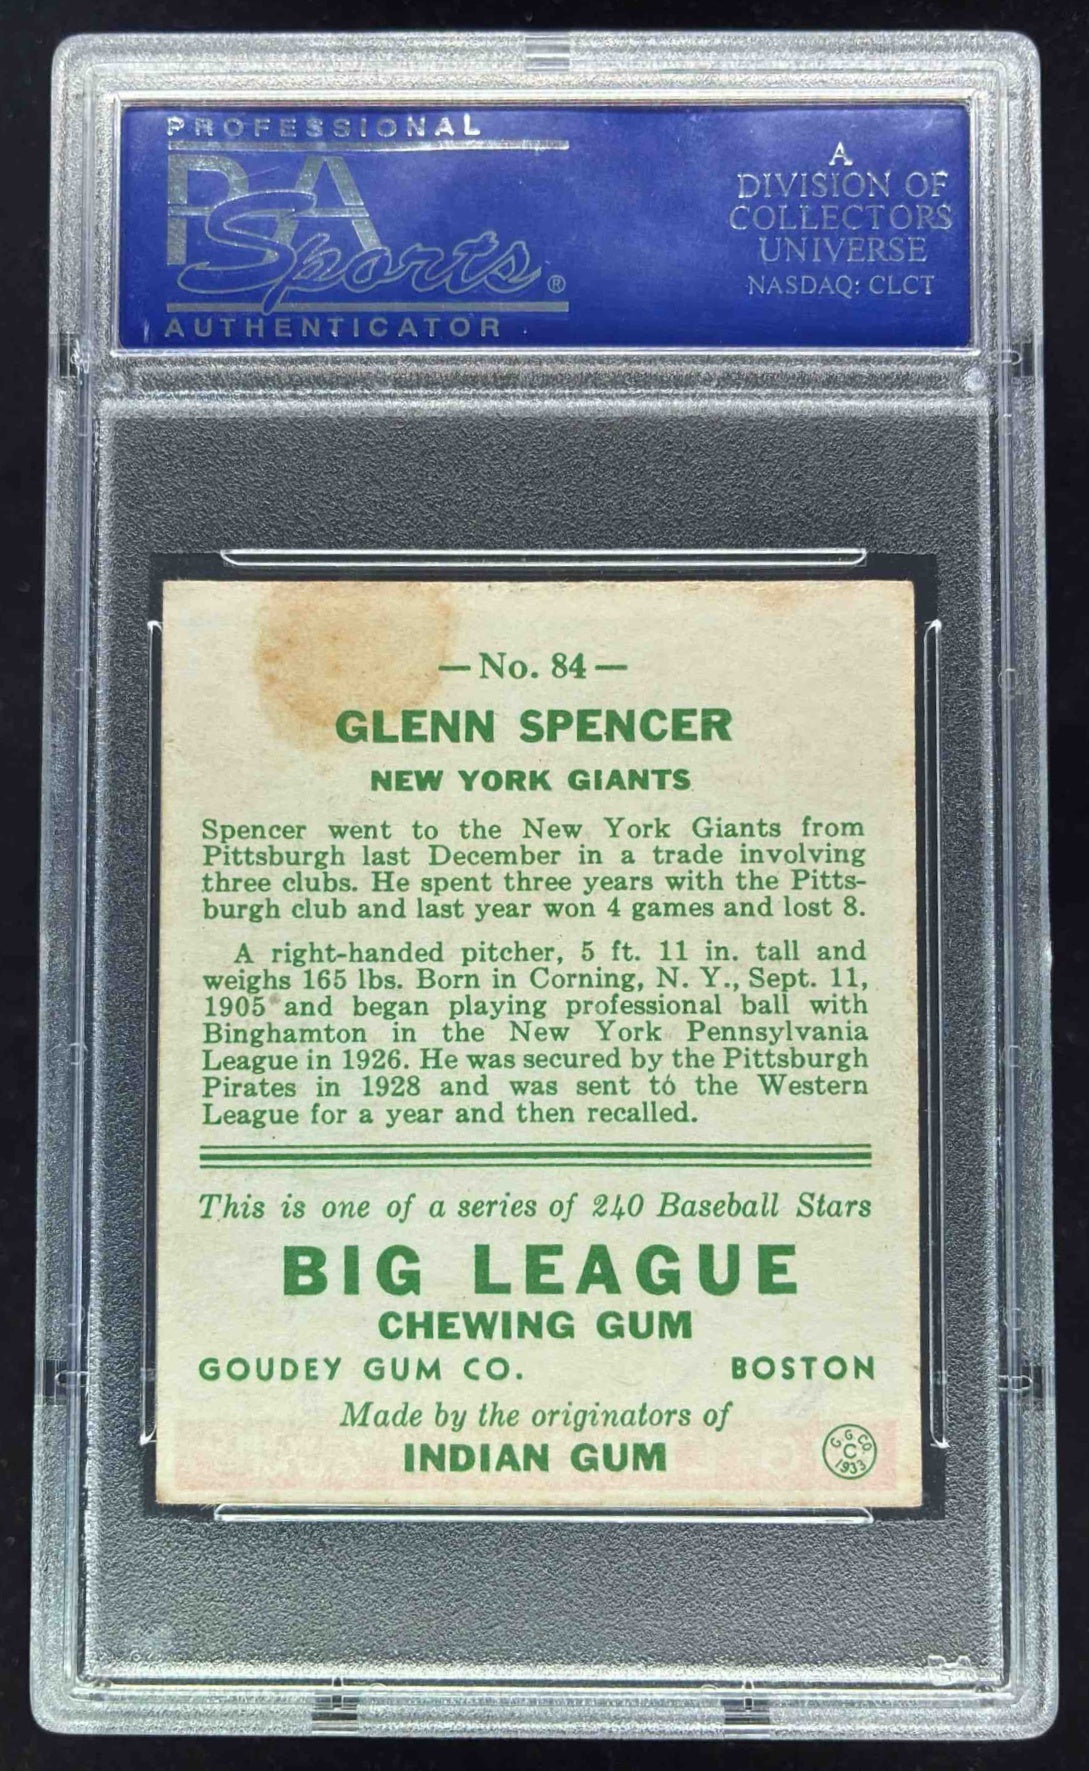 PROFESSIONAL
PSA
Sports®
AUTHENTICATOR
A
DIVISION OF
COLLECTORS
UNIVERSE
NASDAQ: CLCT
— No. 84 —
GLENN SPENCER
NEW YORK GIANTS
Spencer went to the New York Giants from
Pittsburgh last December in a trade involving
three clubs. He spent three years with the Pitts-
burgh club and last year won 4 games and lost 8.
A right-handed pitcher, 5 ft. 11 in. tall and
weighs 165 lbs. Born in Corning, N. Y., Sept. 11,
1905 and began playing professional ball with
Binghamton in the New York Pennsylvania
League in 1926. He was secured by the Pittsburgh
Pirates in 1928 and was sent to the Western
League for a year and then recalled.
This is one of a series of 240 Baseball Stars
BIG LEAGUE
CHEWING GUM
GOUDEY GUM CO. BOSTON
Made by the originators of
INDIAN GUM
G. G. CO.
C
1933
PSA